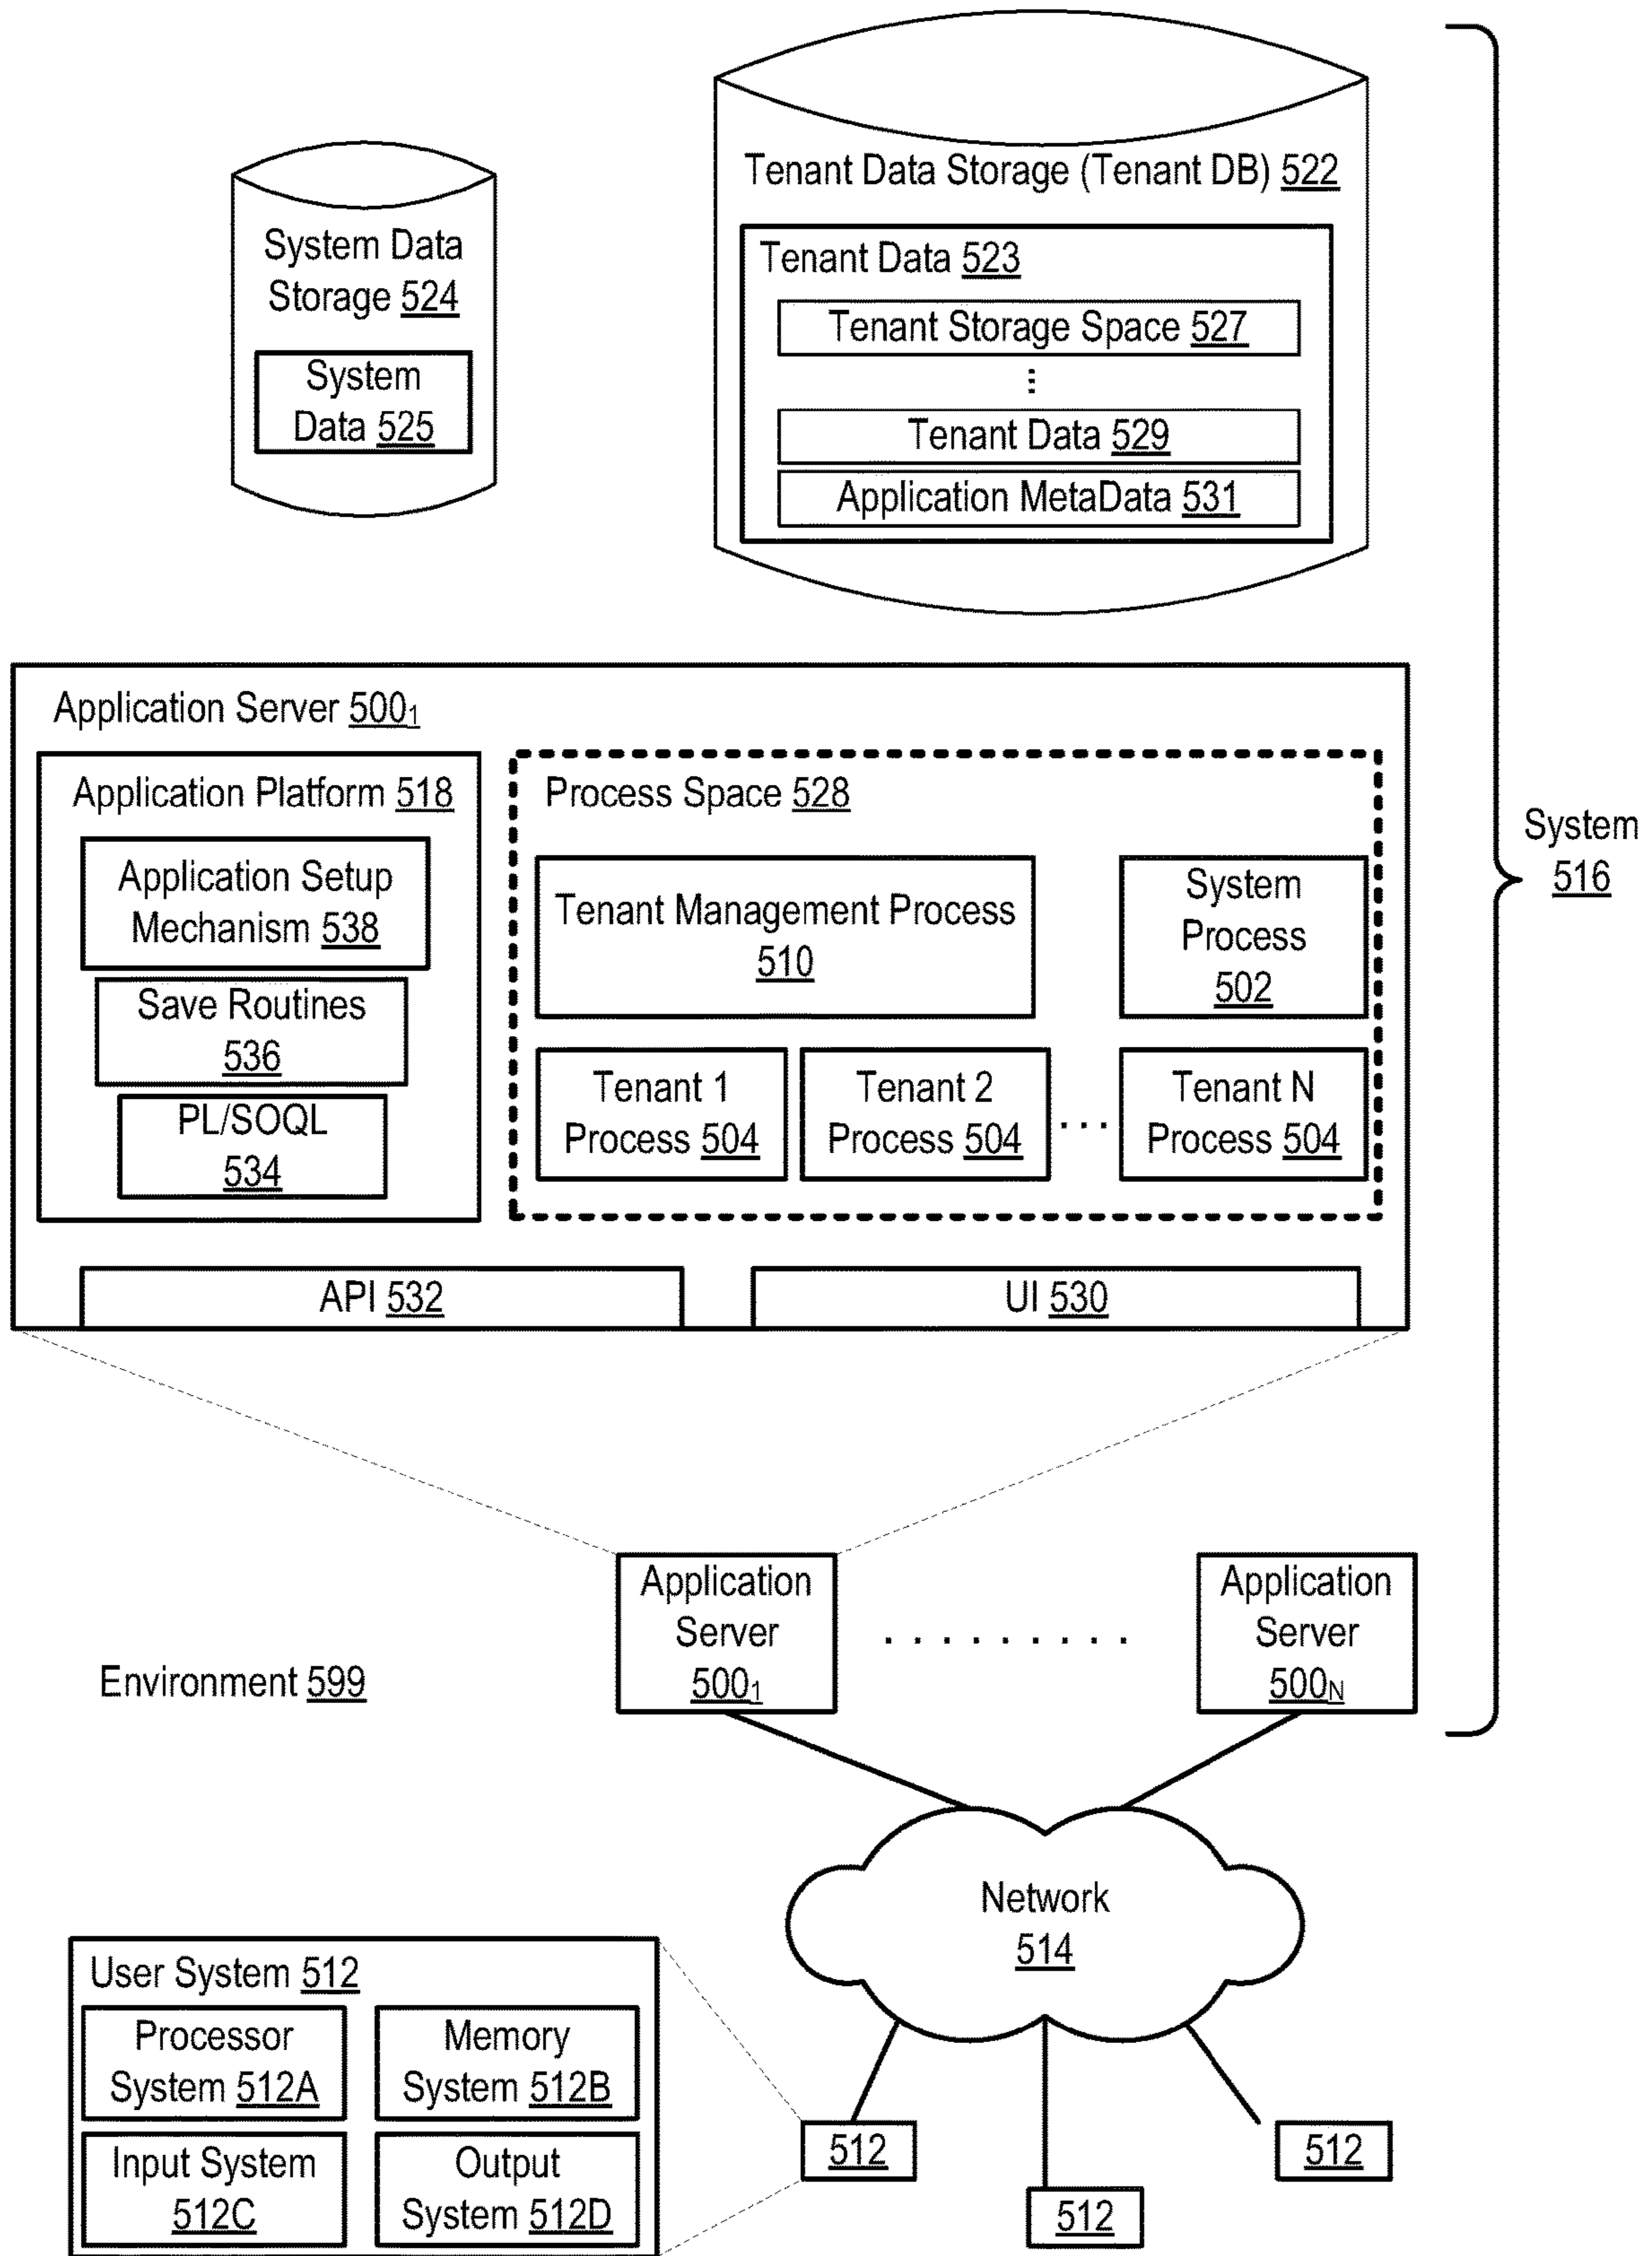 Tenant Data Storage (Tenant DB) 522
System Data
Storage 524
System
Data 525
Tenant Data 523
Tenant Storage Space 527
⋮
Tenant Data 529
Application MetaData 531
System
516
Application Server 500₁
Application Platform 518
Application Setup
Mechanism 538
Save Routines
536
PL/SOQL
534
Process Space 528
Tenant Management Process
510
System
Process
502
Tenant 1
Process 504
Tenant 2
Process 504
. . .
Tenant N
Process 504
API 532
UI 530
Application
Server
500₁
. . . . . . . . .
Application
Server
500N
Environment 599
Network
514
User System 512
Processor
System 512A
Memory
System 512B
Input System
512C
Output
System 512D
512
512
512